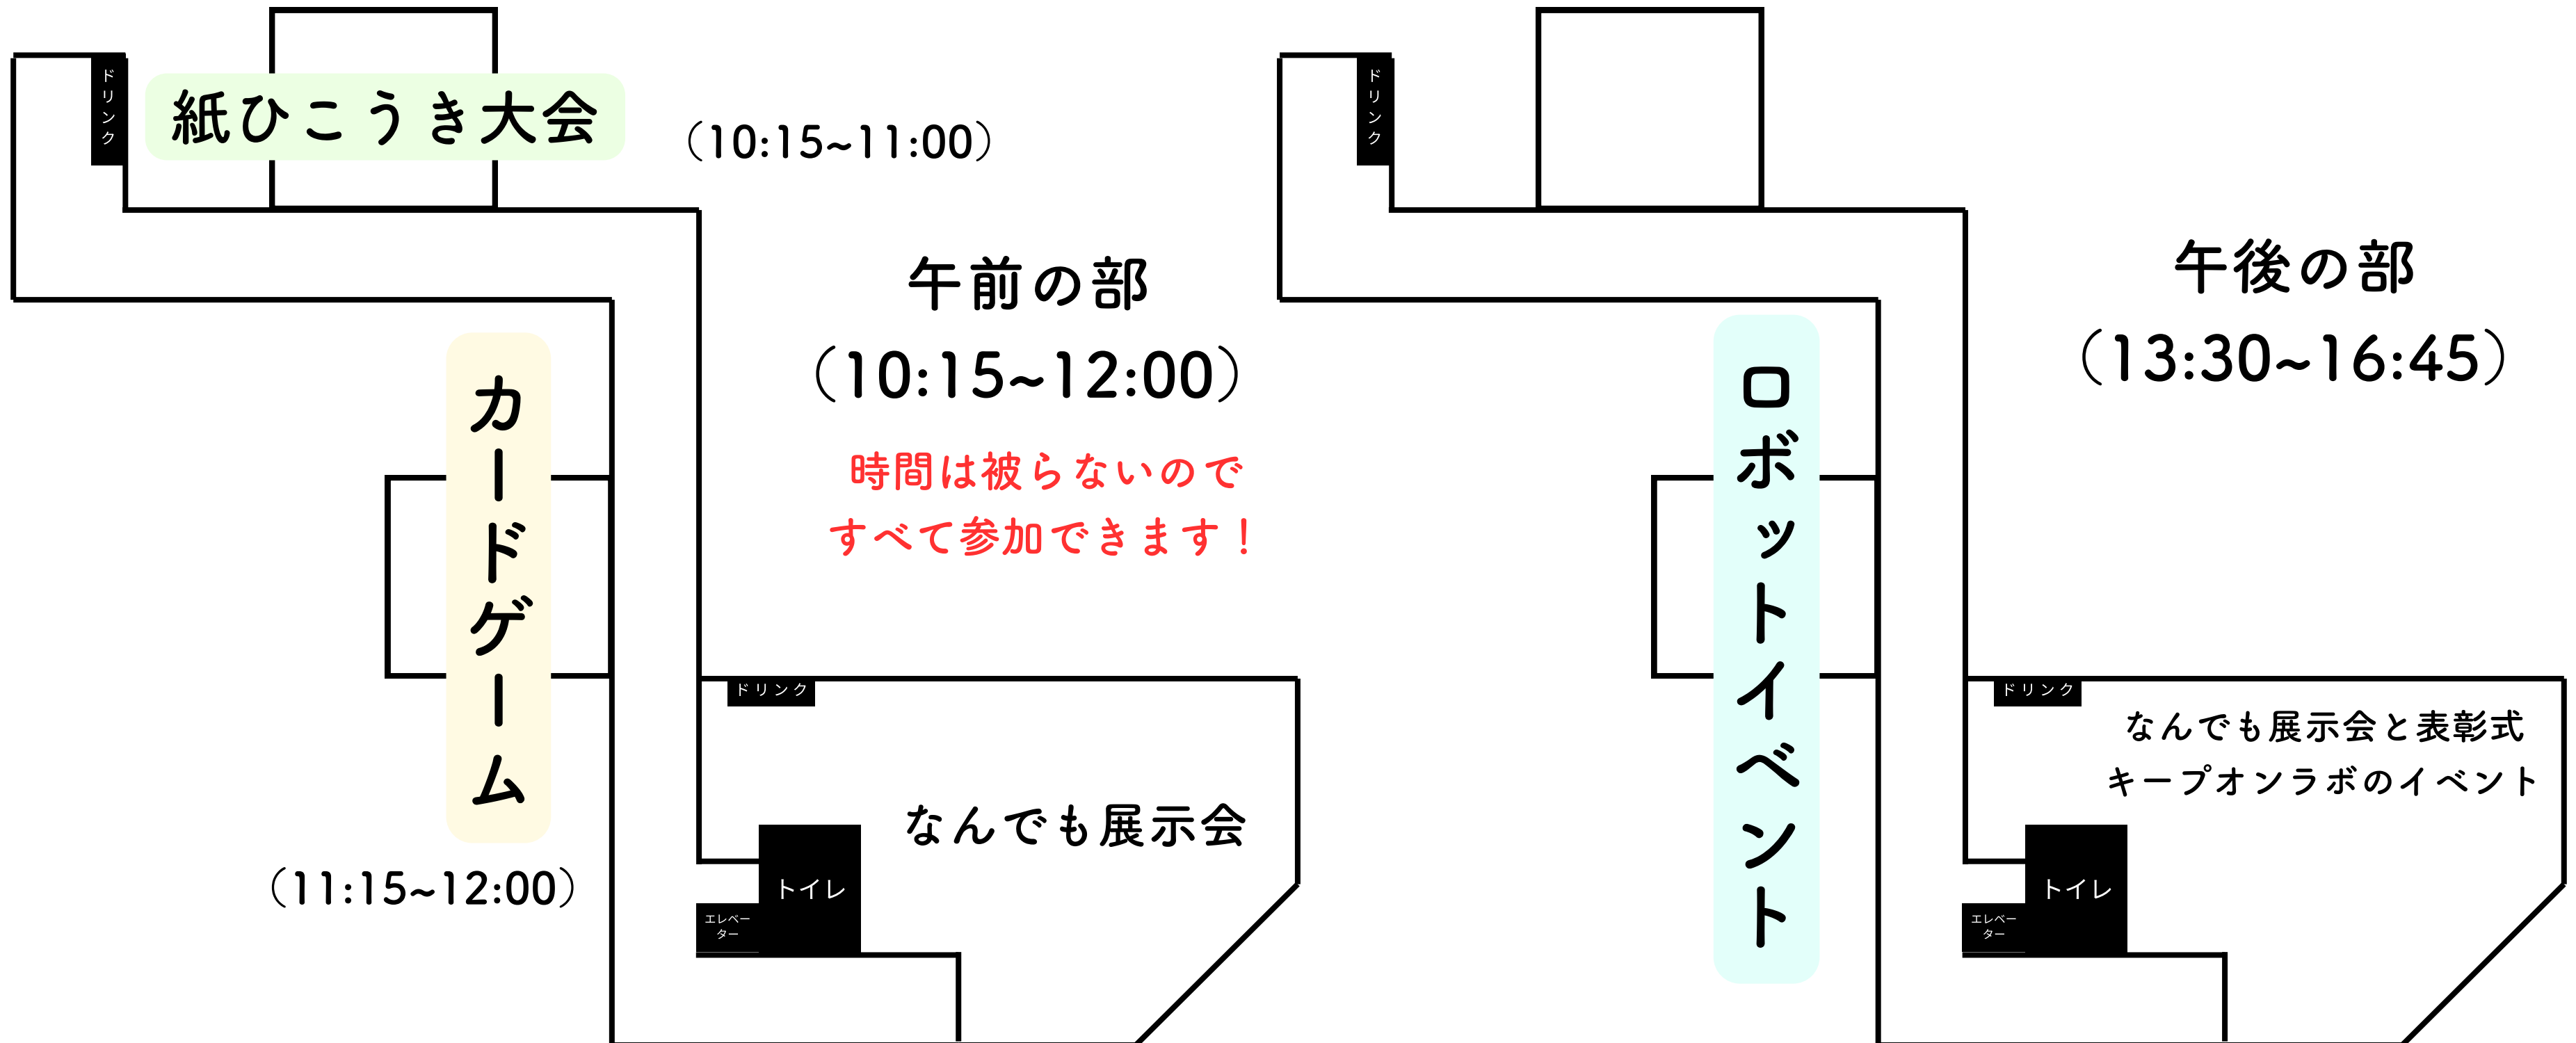 ドリンク
紙ひこうき大会
（10:15~11:00）
午前の部
（10:15~12:00）
時間は被らないので
すべて参加できます！
カードゲーム
（11:15~12:00）
ドリンク
なんでも展示会
トイレ
エレベー
ター
ドリンク
午後の部
（13:30~16:45）
ロボットイベント
ドリンク
なんでも展示会と表彰式
キープオンラボのイベント
トイレ
エレベー
ター